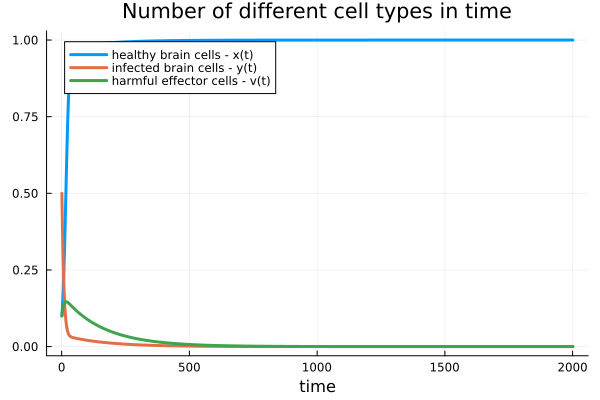 Number of different cell types in time
1.00
healthy brain cells - x(t)
infected brain cells - y(t)
harmful effector cells - v(t)
0.75
0.50
0.25
0.00
0 500 1000 1500 2000
time